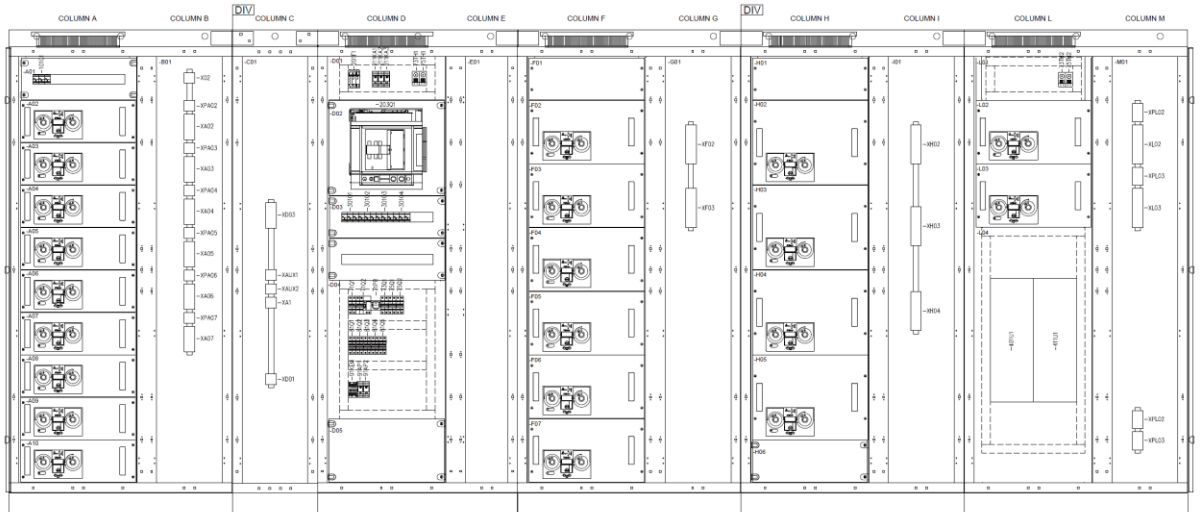 DIV
DIV
COLUMN A
COLUMN B
COLUMN C
COLUMN D
COLUMN E
COLUMN F
COLUMN G
COLUMN H
COLUMN I
COLUMN L
COLUMN M
-A01
-A02
-A03
-A04
-A05
-A06
-A07
-A08
-A09
-A10
-B01
-X02
-XPA02
-XA02
-XPA03
-XA03
-XPA04
-XA04
-XPA05
-XA05
-XPA06
-XA06
-XPA07
-XA07
-C01
-XD03
-XAUX1
-XAUX2
-XA1
-XD01
-D01
-D02
-203Q1
-D03
-30101
-30102
-30103
-30104
-D04
-D05
-E01
-F01
-F02
-F03
-F04
-F05
-F06
-F07
-G01
-XF02
-XF03
-H01
-H02
-H03
-H04
-H05
-H06
-I01
-XH02
-XH03
-XH04
-L01
-L02
-L03
-L04
-M01
-XPL02
-XL02
-XPL03
-XL03
-XPL02
-XPL03